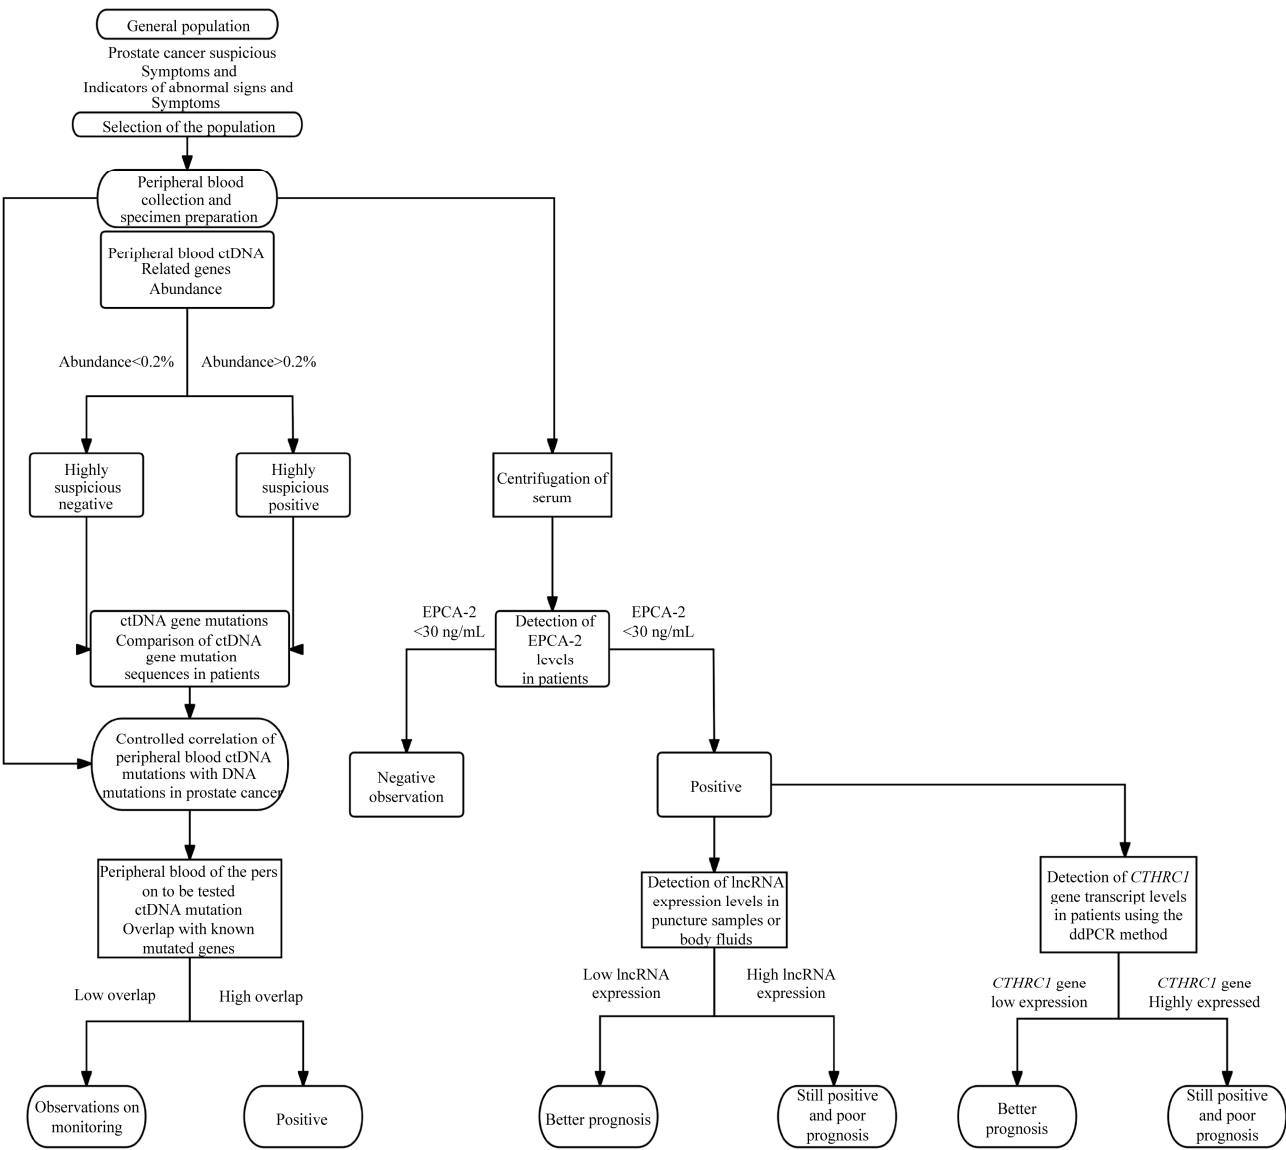 General population
Prostate cancer suspicious
Symptoms and
Indicators of abnormal signs and
Symptoms
Selection of the population
Peripheral blood
collection and
specimen preparation
Peripheral blood ctDNA
Related genes
Abundance
Abundance<0.2%
Abundance>0.2%
Highly
suspicious
negative
Highly
suspicious
positive
Centrifugation of
serum
ctDNA gene mutations
Comparison of ctDNA
gene mutation
sequences in patients
EPCA-2
<30 ng/mL
Detection of
EPCA-2
levels
in patients
EPCA-2
<30 ng/mL
Controlled correlation of
peripheral blood ctDNA
mutations with DNA
mutations in prostate cancer
Negative
observation
Positive
Peripheral blood of the pers
on to be tested
ctDNA mutation
Overlap with known
mutated genes
Detection of lncRNA
expression levels in
puncture samples or
body fluids
Detection of CTHRC1
gene transcript levels
in patients using the
ddPCR method
Low overlap
High overlap
Low lncRNA
expression
High lncRNA
expression
CTHRC1 gene
low expression
CTHRC1 gene
Highly expressed
Observations on
monitoring
Positive
Better prognosis
Still positive
and poor
prognosis
Better
prognosis
Still positive
and poor
prognosis